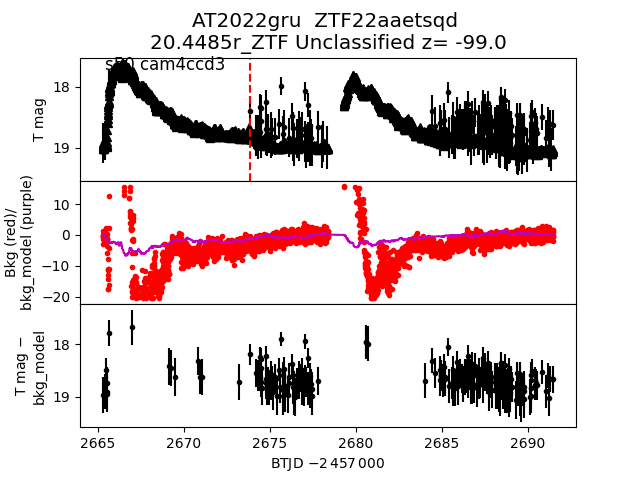 AT2022gru ZTF22aaetsqd
20.4485r_ZTF Unclassified z= -99.0
cam4ccd3
T mag
18
19
Bkg (red)/
bkg_model (purple)
10
0
−10
−20
T mag −
bkg_model
18
19
2665 2670 2675 2680 2685 2690
BTJD −2 457 000